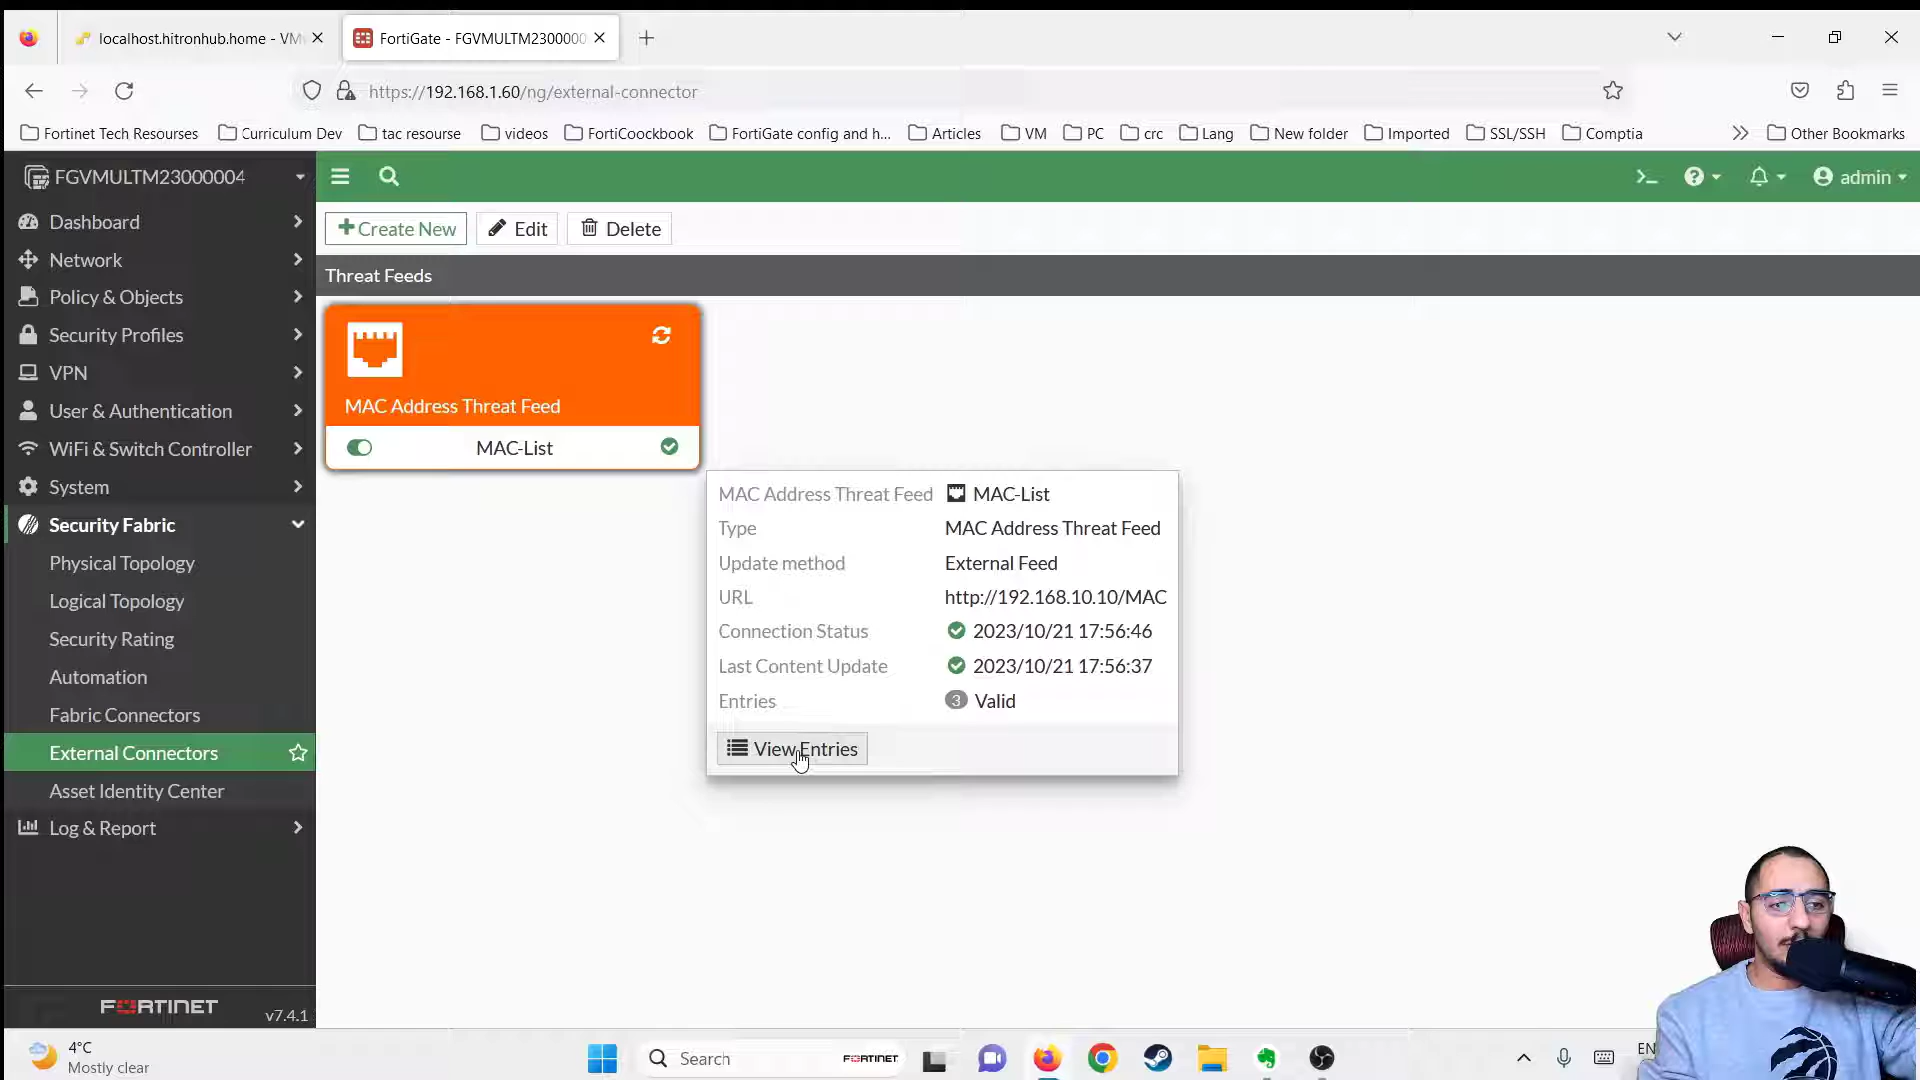 localhost.hitronhub.home - VM
FortiGate - FGVMULTM2300000
https://192.168.1.60/ng/external-connector
Fortinet Tech Resourses
Curriculum Dev
tac resourse
videos
FortiCoockbook
FortiGate config and h...
Articles
VM
PC
crc
Lang
New folder
Imported
SSL/SSH
Comptia
Other Bookmarks
FGVMULTM23000004
admin
Dashboard
Network
Policy & Objects
Security Profiles
VPN
User & Authentication
WiFi & Switch Controller
System
Security Fabric
Physical Topology
Logical Topology
Security Rating
Automation
Fabric Connectors
External Connectors
Asset Identity Center
Log & Report
FORTINET
v7.4.1
+Create New
Edit
Delete
Threat Feeds
MAC Address Threat Feed
MAC-List
MAC Address Threat Feed MAC-List
Type MAC Address Threat Feed
Update method External Feed
URL http://192.168.10.10/MAC
Connection Status 2023/10/21 17:56:46
Last Content Update 2023/10/21 17:56:37
Entries 3 Valid
View Entries
4°C
Mostly clear
Search
FORTINET
EN